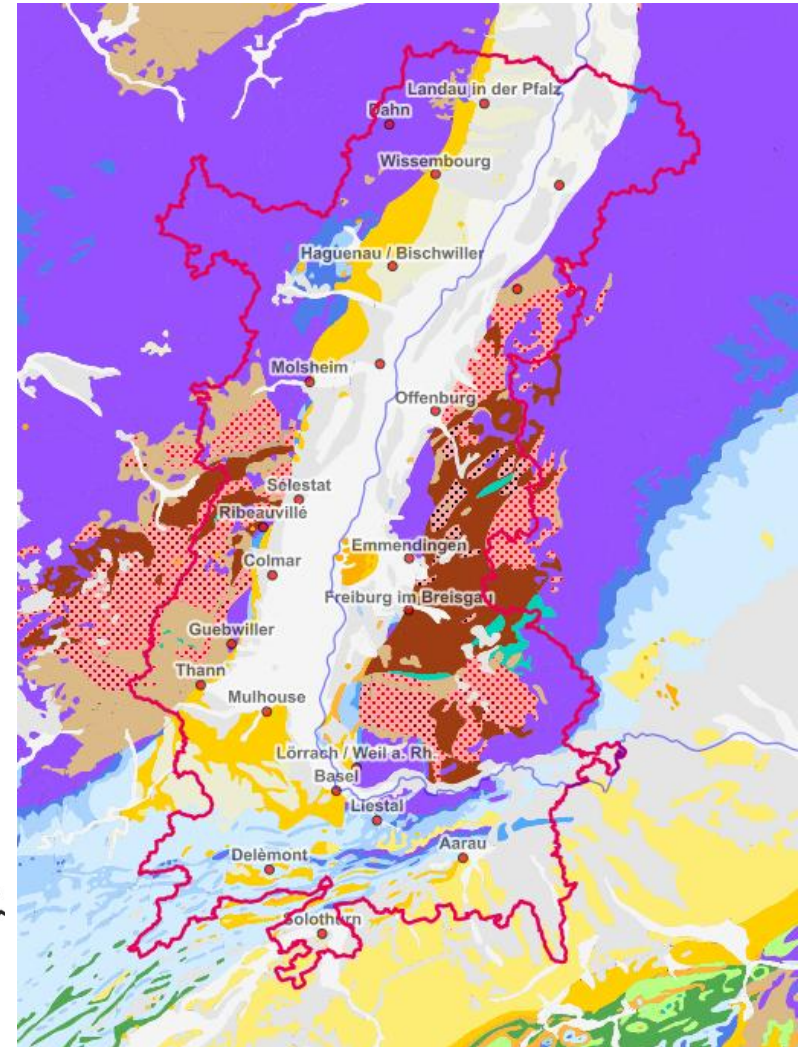 Landau in der Pfalz
Dahn
Wissembourg
Haguenau / Bischwiller
Molsheim
Offenburg
Sélestat
Ribeauvillé
Emmendingen
Colmar
Freiburg im Breisgau
Guebwiller
Thann
Mulhouse
Lörrach / Weil a. Rh.
Basel
Liestal
Aarau
Delèmont
Solothurn